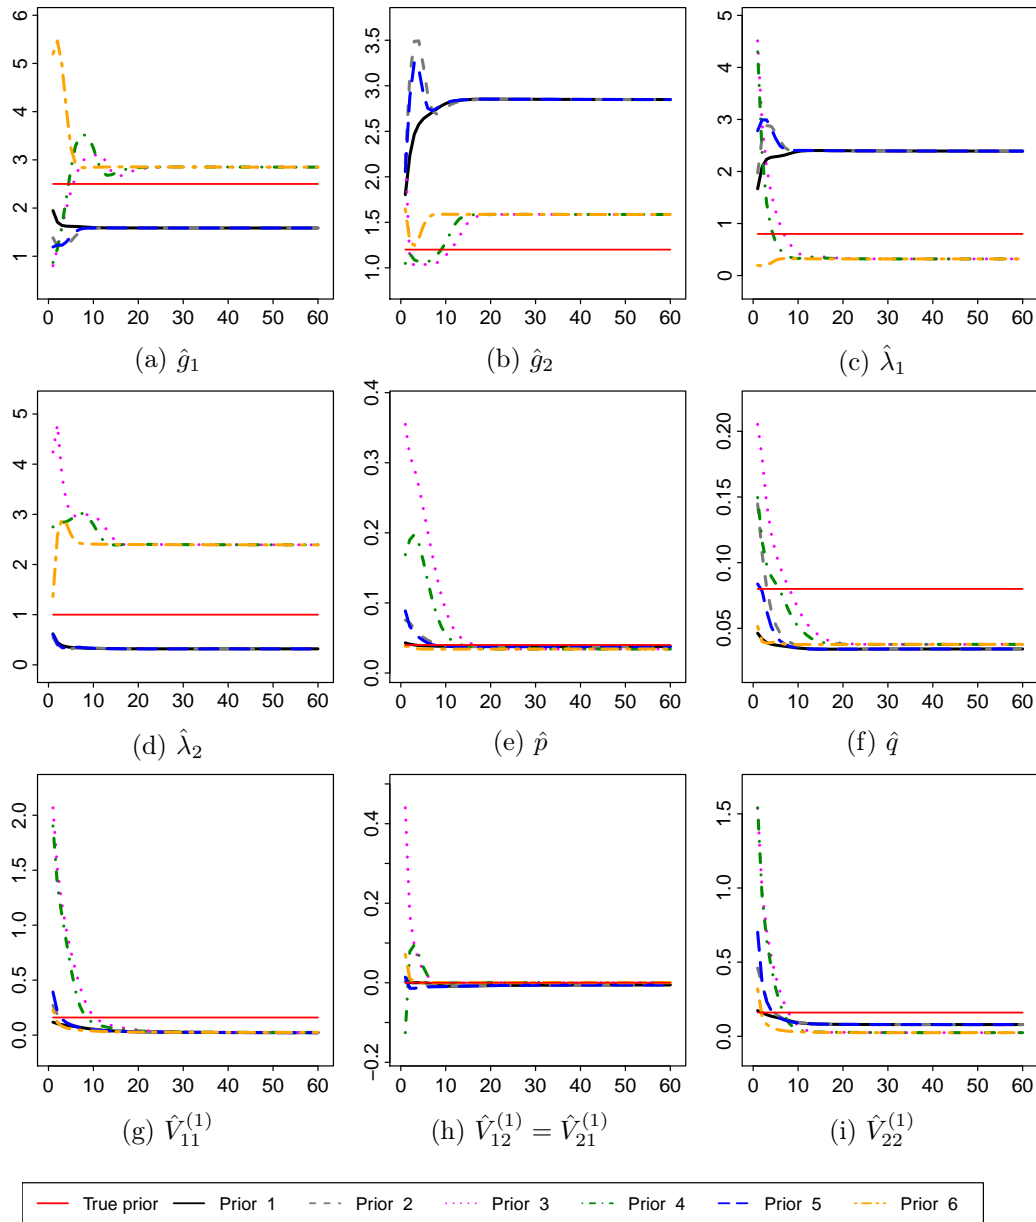 6
5
4
3
2
1
0 10 20 30 40 50 60
(a) ĝ₁
3.5
3.0
2.5
2.0
1.5
1.0
0 10 20 30 40 50 60
(b) ĝ₂
5
4
3
2
1
0
0 10 20 30 40 50 60
(c) λ̂₁
5
4
3
2
1
0
0 10 20 30 40 50 60
(d) λ̂₂
0.4
0.3
0.2
0.1
0.0
0 10 20 30 40 50 60
(e) p̂
0.20
0.15
0.10
0.05
0 10 20 30 40 50 60
(f) q̂
2.0
1.5
1.0
0.5
0.0
0 10 20 30 40 50 60
(g) V̂₁₁⁽¹⁾
0.4
0.2
0.0
−0.2
0 10 20 30 40 50 60
(h) V̂₁₂⁽¹⁾ = V̂₂₁⁽¹⁾
1.5
1.0
0.5
0.0
0 10 20 30 40 50 60
(i) V̂₂₂⁽¹⁾
True prior Prior 1 Prior 2 Prior 3 Prior 4 Prior 5 Prior 6